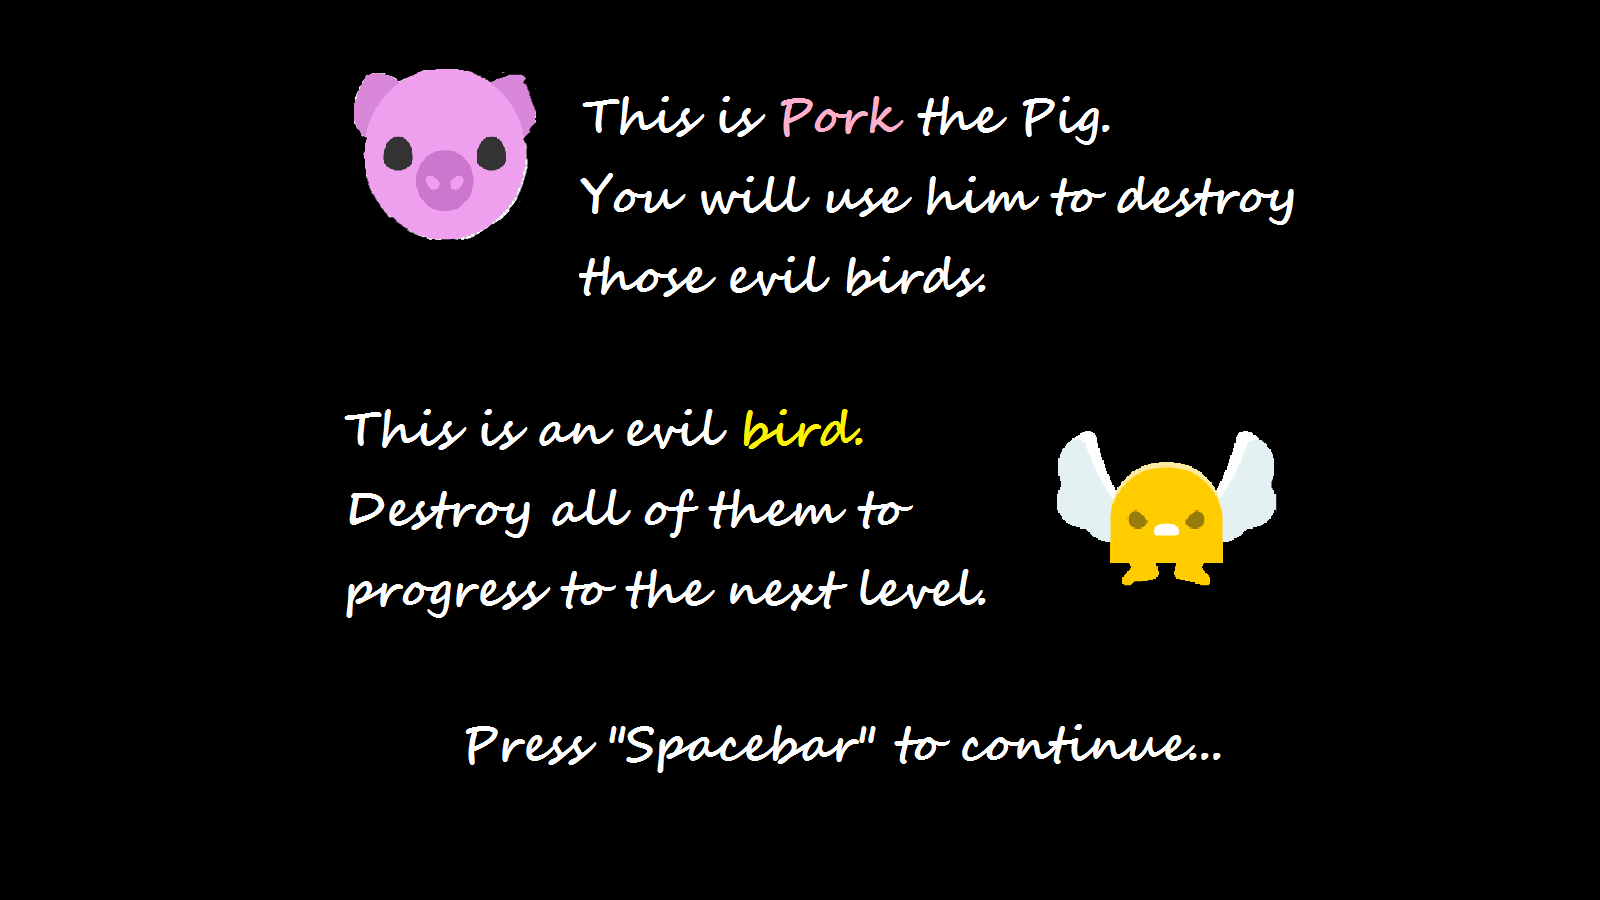 This is Pork the Pig.
You will use him to destroy
those evil birds.
This is an evil bird.
Destroy all of them to
progress to the next level.
Press "Spacebar" to continue...